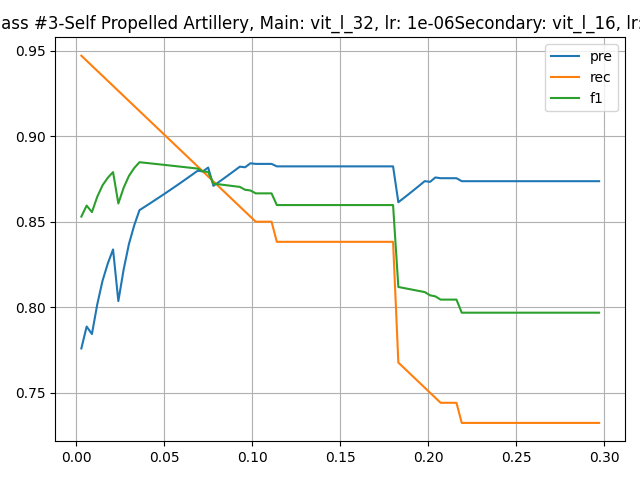 ass #3-Self Propelled Artillery, Main: vit_l_32, lr: 1e-06Secondary: vit_l_16, lr:
pre
rec
f1
0.95
0.90
0.85
0.80
0.75
0.00 0.05 0.10 0.15 0.20 0.25 0.30